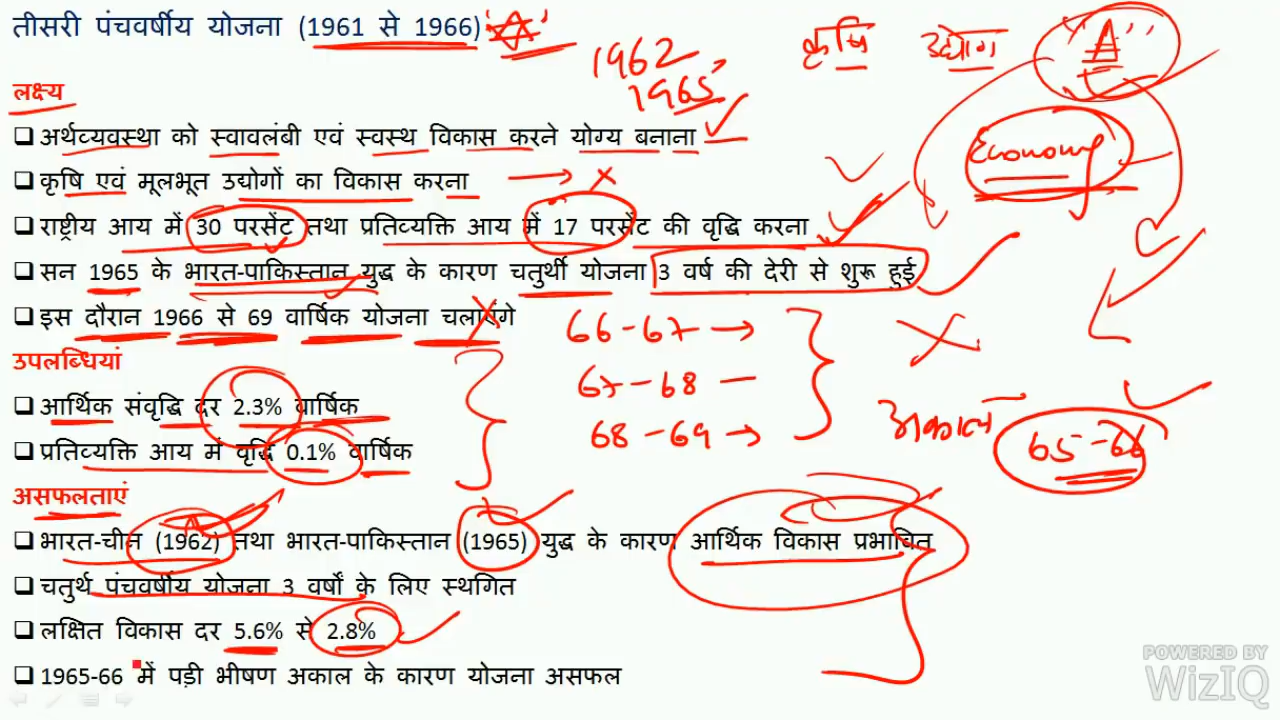 तीसरी पंचवर्षीय योजना (1961 से 1966) 'A'
1962
1965
कृषि उद्योग "A"
Economy
लक्ष्य
अर्थव्यवस्था को स्वावलंबी एवं स्वस्थ विकास करने योग्य बनाना
कृषि एवं मूलभूत उद्योगों का विकास करना
राष्ट्रीय आय में 30 परसेंट तथा प्रतिव्यक्ति आय में 17 परसेंट की वृद्धि करना
सन 1965 के भारत-पाकिस्तान युद्ध के कारण चतुर्थी योजना 3 वर्ष की देरी से शुरू हुई
इस दौरान 1966 से 69 वार्षिक योजना चलाएंगे
66-67
67-68
68-69
उपलब्धियां
आर्थिक संवृद्धि दर 2.3% वार्षिक
प्रतिव्यक्ति आय में वृद्धि 0.1% वार्षिक
अकाल 65-66
असफलताएं
भारत-चीन (1962) तथा भारत-पाकिस्तान (1965) युद्ध के कारण आर्थिक विकास प्रभावित
चतुर्थ पंचवर्षीय योजना 3 वर्षों के लिए स्थगित
लक्षित विकास दर 5.6% से 2.8%
1965-66 में पड़ी भीषण अकाल के कारण योजना असफल
POWERED BY
WizIQ